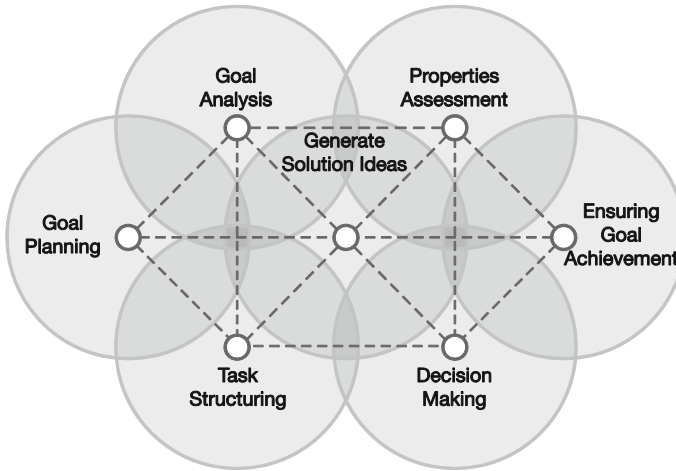 Goal
Analysis
Properties
Assessment
Generate
Solution Ideas
Goal
Planning
Ensuring
Goal
Achievement
Task
Structuring
Decision
Making